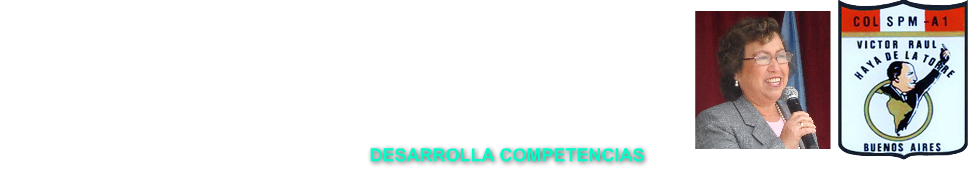 DESARROLLA COMPETENCIAS
COL SPM -A1
VICTOR RAUL
HAYA DE LA TORRE
BUENOS AIRES